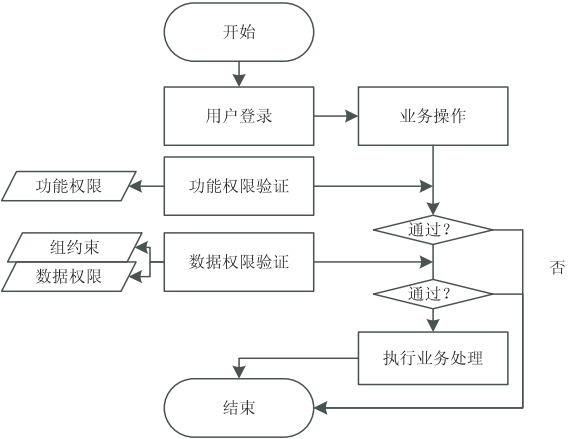 开始
用户登录
业务操作
功能权限
功能权限验证
通过?
组约束
数据权限
数据权限验证
否
通过?
执行业务处理
结束